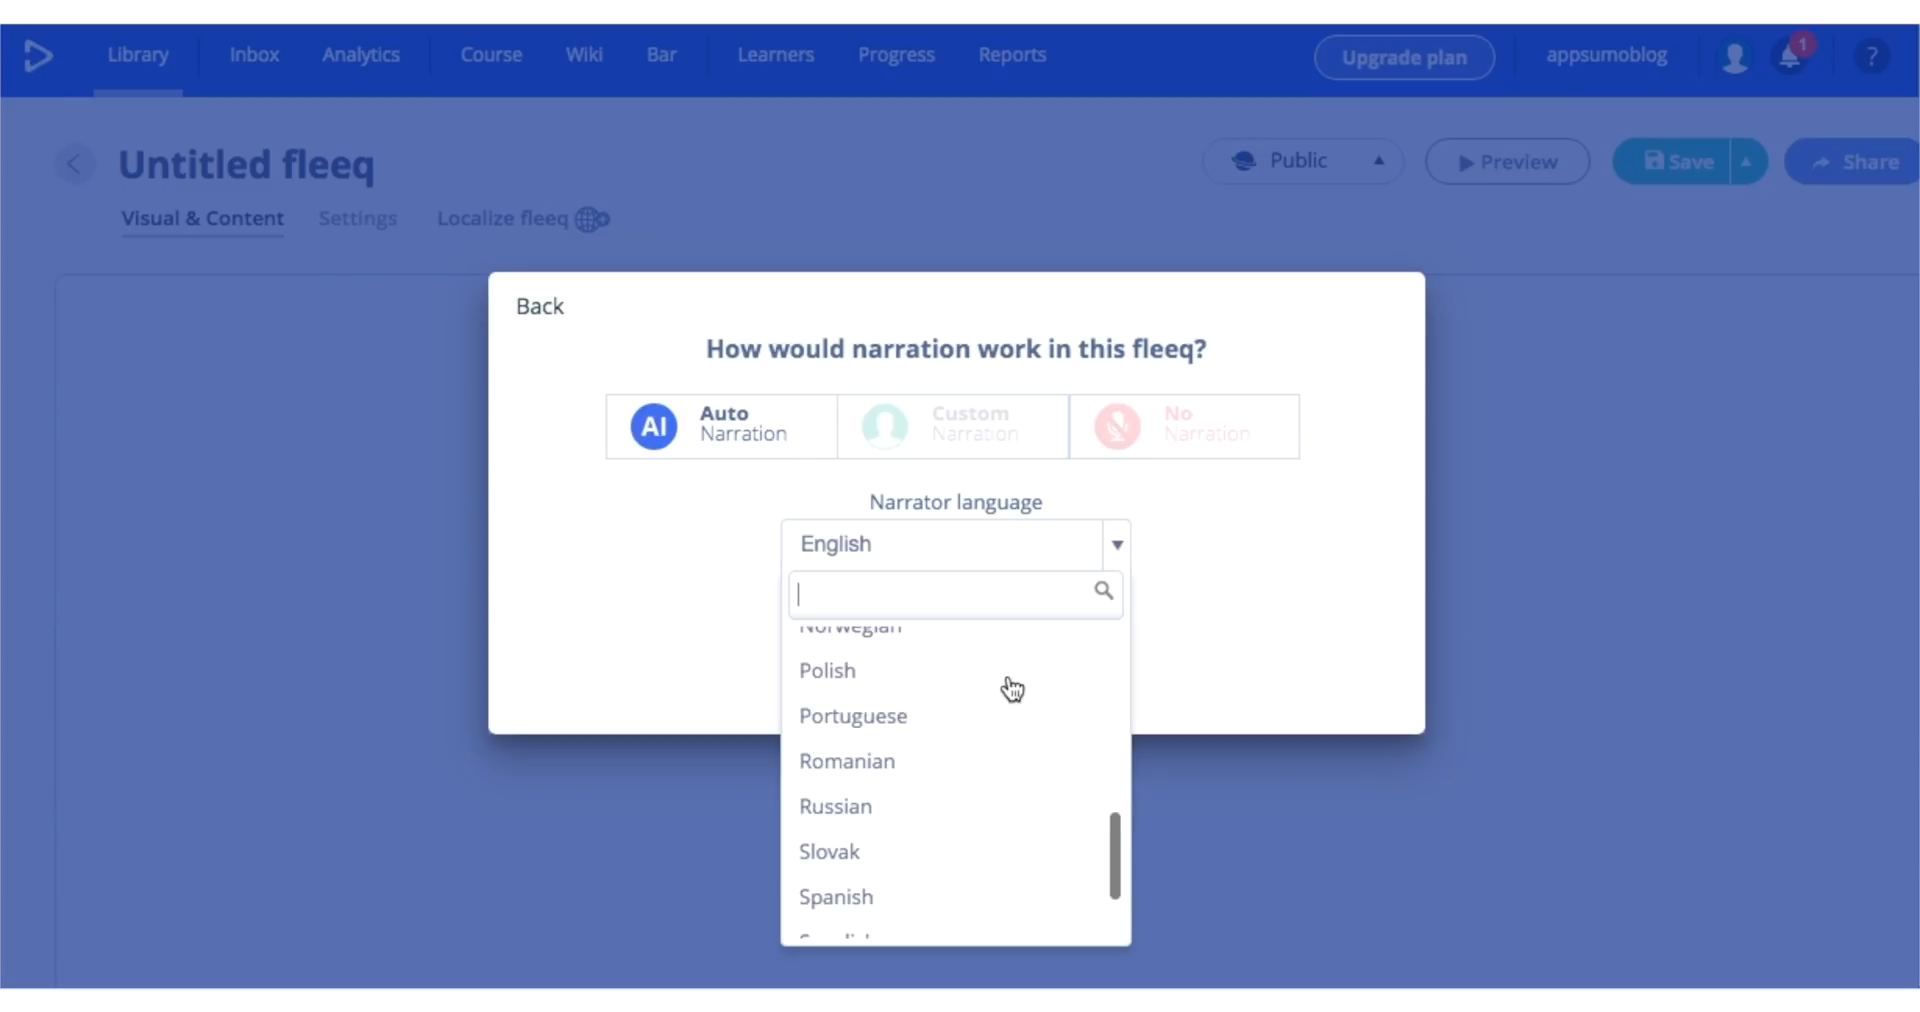 Library Inbox Analytics Course Wiki Bar Learners Progress Reports Upgrade plan appsumoblog 1 ?
Untitled fleeq Public Preview Save Share
Visual & Content Settings Localize fleeq
Back
How would narration work in this fleeq?
AI Auto Narration
Custom Narration
No Narration
Narrator language
English
Norwegian
Polish
Portuguese
Romanian
Russian
Slovak
Spanish